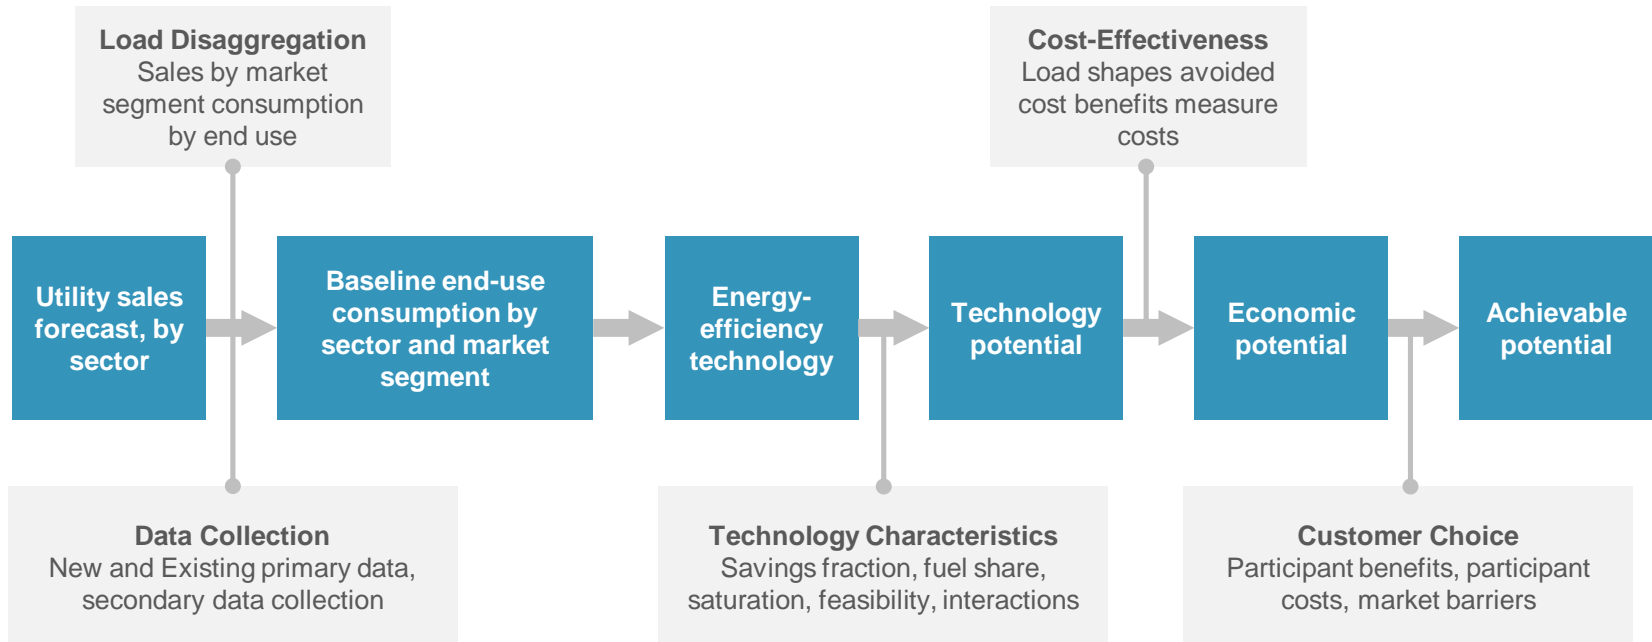 Load Disaggregation
Sales by market
segment consumption
by end use
Cost-Effectiveness
Load shapes avoided
cost benefits measure
costs
Utility sales
forecast, by
sector
Baseline end-use
consumption by
sector and market
segment
Energy-
efficiency
technology
Technology
potential
Economic
potential
Achievable
potential
Data Collection
New and Existing primary data,
secondary data collection
Technology Characteristics
Savings fraction, fuel share,
saturation, feasibility, interactions
Customer Choice
Participant benefits, participant
costs, market barriers